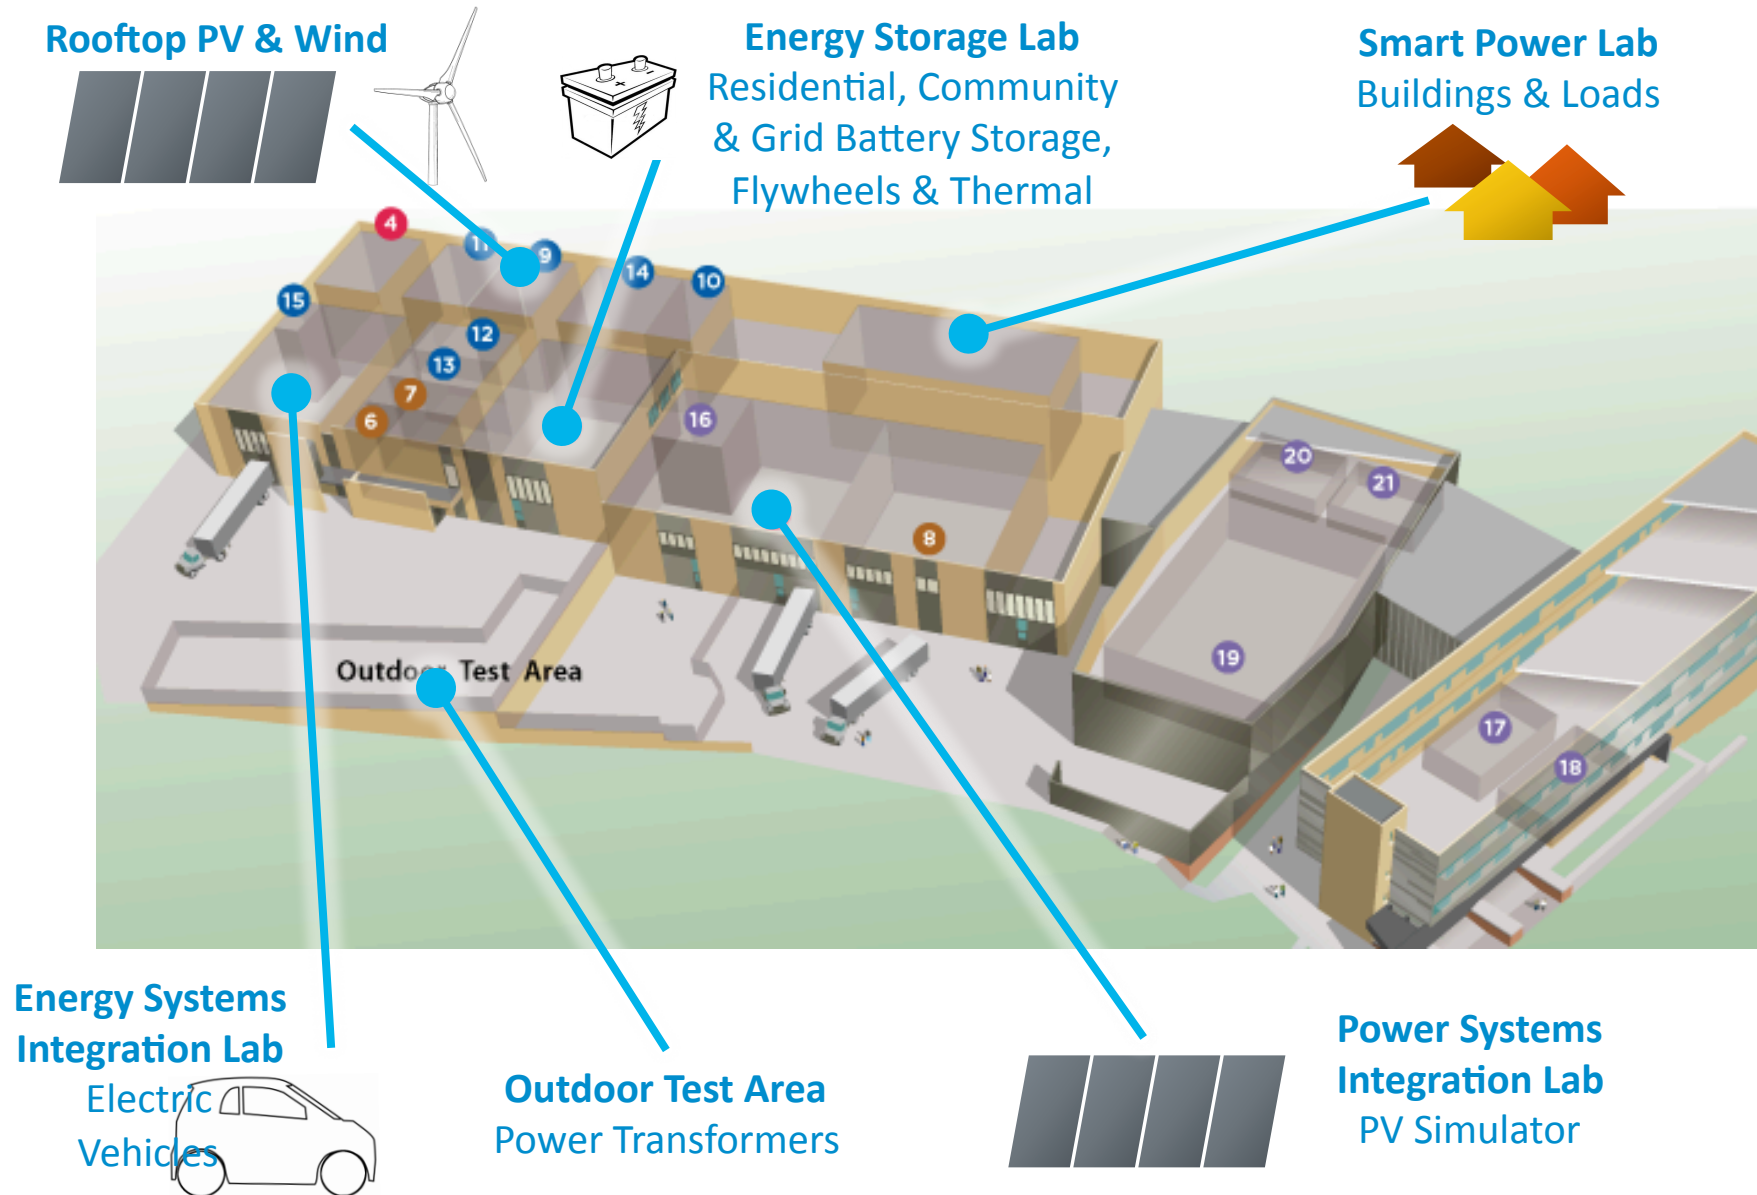 Rooftop PV & Wind
Energy Storage Lab
Residential, Community
& Grid Battery Storage,
Flywheels & Thermal
Smart Power Lab
Buildings & Loads
+ -
4
11
9
14
10
15
12
13
7
6
16
20
21
8
19
17
18
Outdoor Test Area
Energy Systems
Integration Lab
Electric
Vehicles
Outdoor Test Area
Power Transformers
Power Systems
Integration Lab
PV Simulator